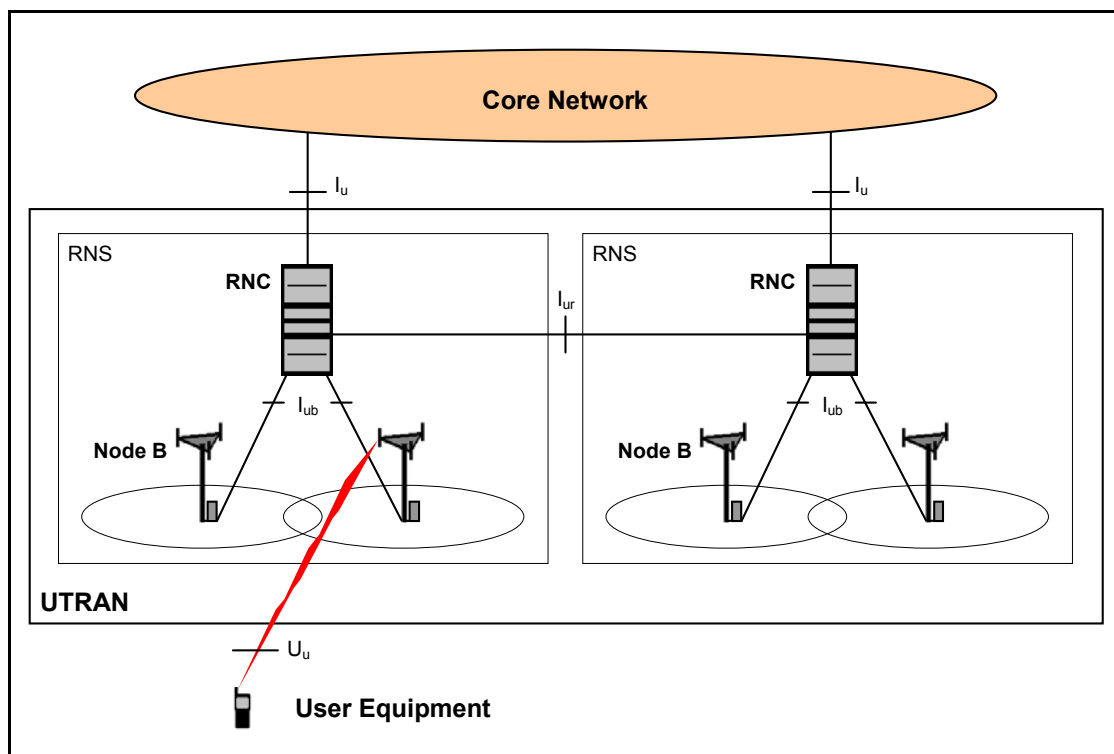 Core Network
Iu
Iu
RNS
RNS
RNC
RNC
Iur
Iub
Iub
Node B
Node B
UTRAN
Uu
User Equipment